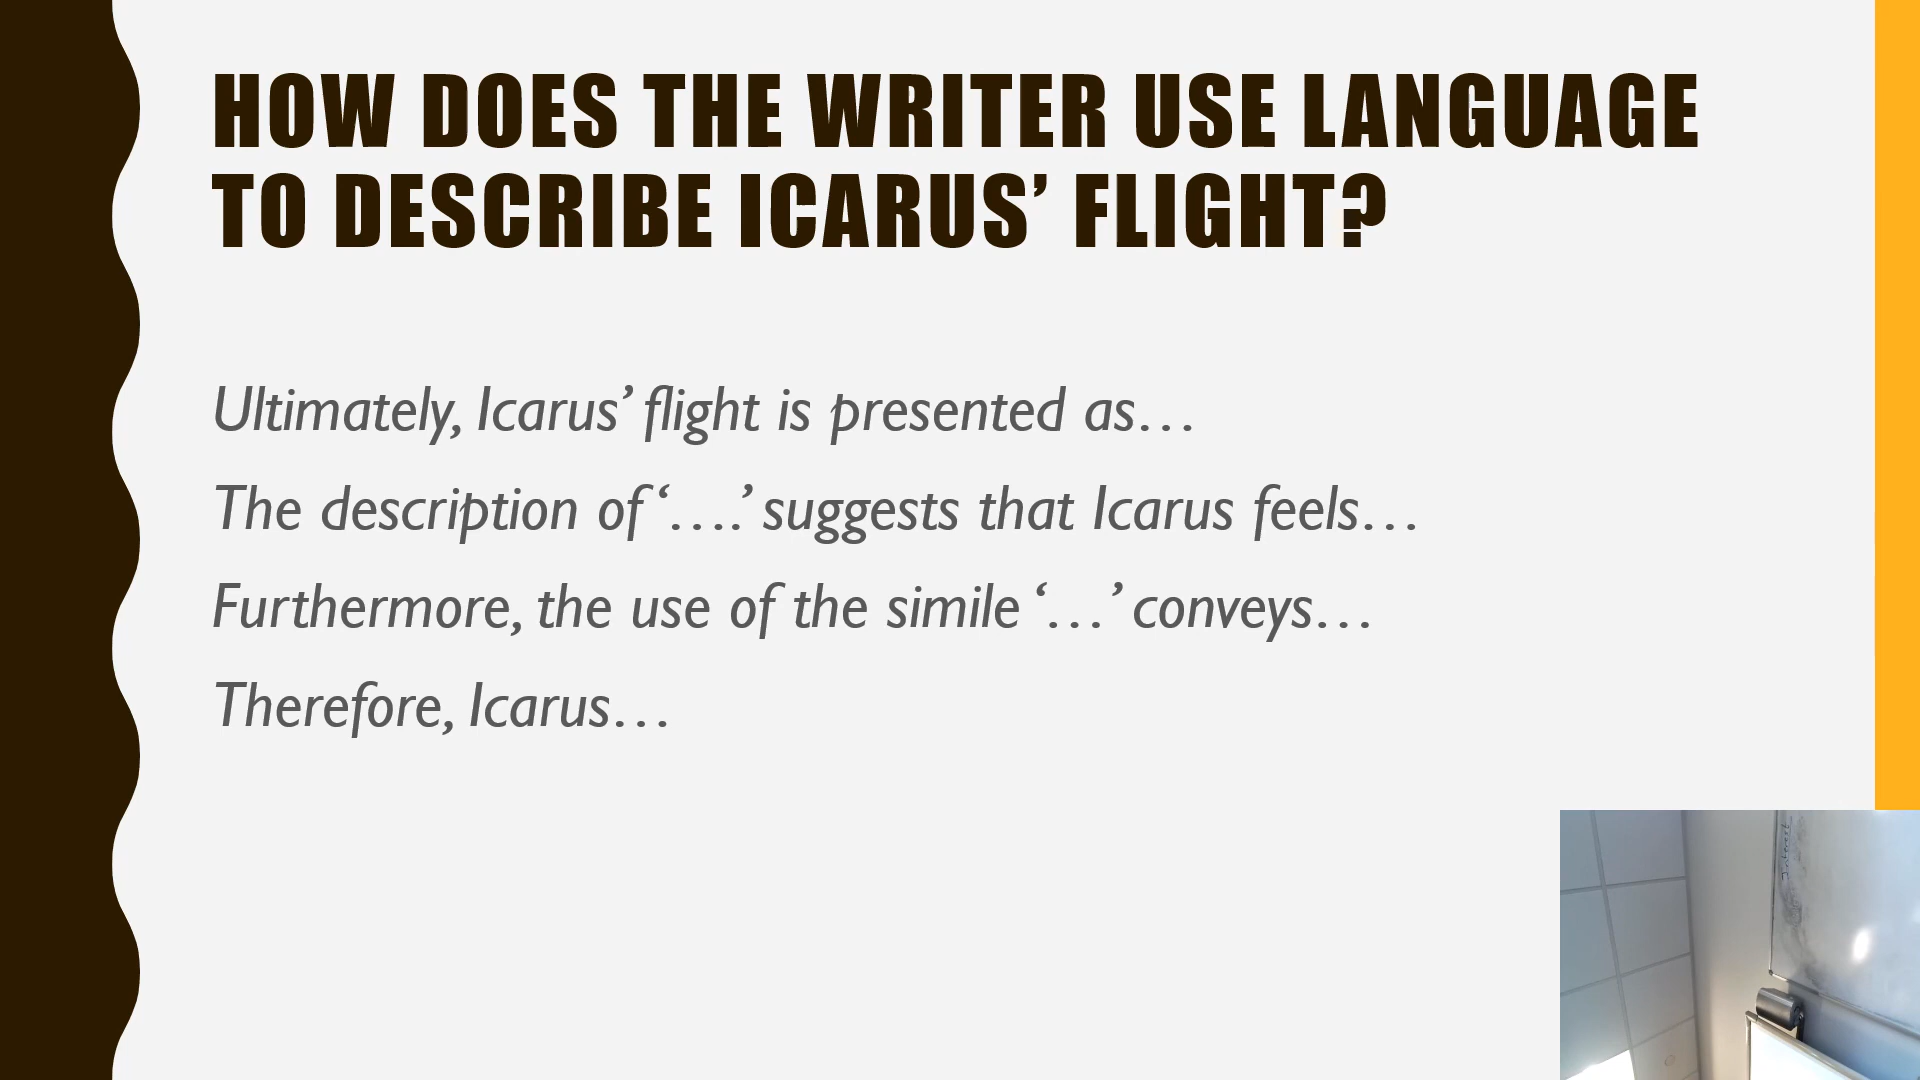 HOW DOES THE WRITER USE LANGUAGE
TO DESCRIBE ICARUS’ FLIGHT?
Ultimately, Icarus’ flight is presented as…
The description of ‘….’ suggests that Icarus feels…
Furthermore, the use of the simile ‘…’ conveys…
Therefore, Icarus…